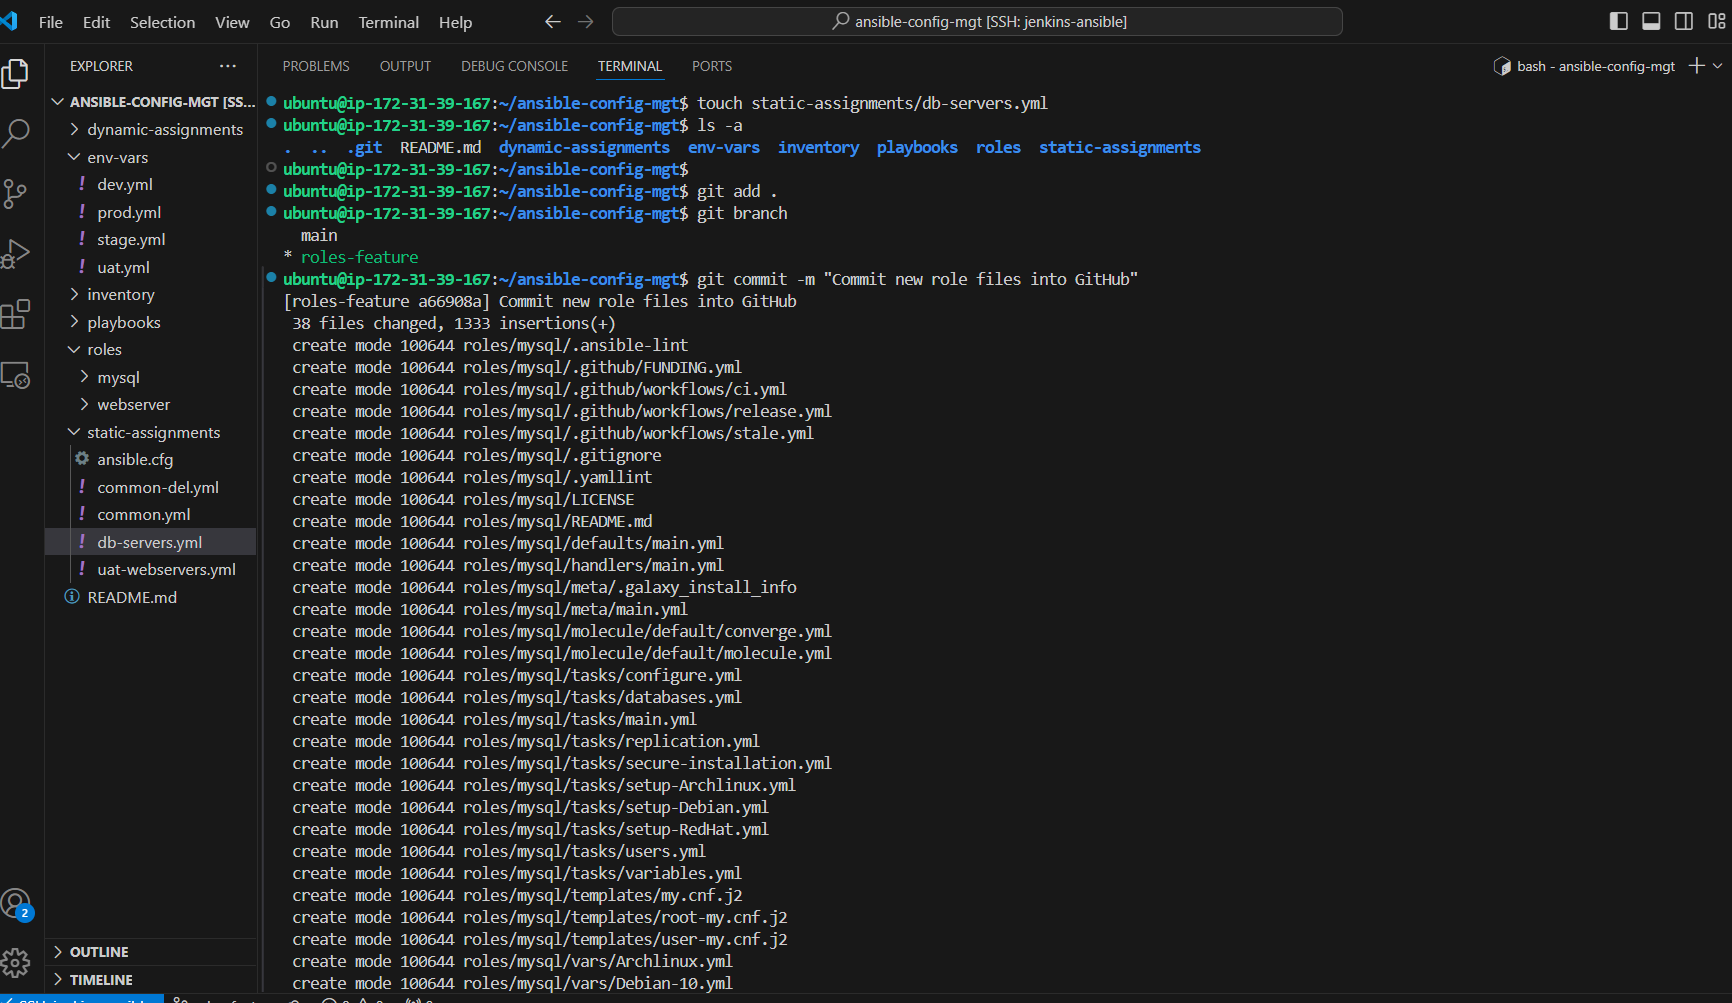 File Edit Selection View Go Run Terminal Help
ansible-config-mgt [SSH: jenkins-ansible]
EXPLORER
ANSIBLE-CONFIG-MGT [SS...
dynamic-assignments
env-vars
! dev.yml
! prod.yml
! stage.yml
! uat.yml
inventory
playbooks
roles
mysql
webserver
static-assignments
ansible.cfg
! common-del.yml
! common.yml
! db-servers.yml
! uat-webservers.yml
README.md
OUTLINE
TIMELINE
2
PROBLEMS OUTPUT DEBUG CONSOLE TERMINAL PORTS
bash - ansible-config-mgt
ubuntu@ip-172-31-39-167:~/ansible-config-mgt$ touch static-assignments/db-servers.yml
ubuntu@ip-172-31-39-167:~/ansible-config-mgt$ ls -a
. .. .git README.md dynamic-assignments env-vars inventory playbooks roles static-assignments
ubuntu@ip-172-31-39-167:~/ansible-config-mgt$
ubuntu@ip-172-31-39-167:~/ansible-config-mgt$ git add .
ubuntu@ip-172-31-39-167:~/ansible-config-mgt$ git branch
main
* roles-feature
ubuntu@ip-172-31-39-167:~/ansible-config-mgt$ git commit -m "Commit new role files into GitHub"
[roles-feature a66908a] Commit new role files into GitHub
38 files changed, 1333 insertions(+)
create mode 100644 roles/mysql/.ansible-lint
create mode 100644 roles/mysql/.github/FUNDING.yml
create mode 100644 roles/mysql/.github/workflows/ci.yml
create mode 100644 roles/mysql/.github/workflows/release.yml
create mode 100644 roles/mysql/.github/workflows/stale.yml
create mode 100644 roles/mysql/.gitignore
create mode 100644 roles/mysql/.yamllint
create mode 100644 roles/mysql/LICENSE
create mode 100644 roles/mysql/README.md
create mode 100644 roles/mysql/defaults/main.yml
create mode 100644 roles/mysql/handlers/main.yml
create mode 100644 roles/mysql/meta/.galaxy_install_info
create mode 100644 roles/mysql/meta/main.yml
create mode 100644 roles/mysql/molecule/default/converge.yml
create mode 100644 roles/mysql/molecule/default/molecule.yml
create mode 100644 roles/mysql/tasks/configure.yml
create mode 100644 roles/mysql/tasks/databases.yml
create mode 100644 roles/mysql/tasks/main.yml
create mode 100644 roles/mysql/tasks/replication.yml
create mode 100644 roles/mysql/tasks/secure-installation.yml
create mode 100644 roles/mysql/tasks/setup-Archlinux.yml
create mode 100644 roles/mysql/tasks/setup-Debian.yml
create mode 100644 roles/mysql/tasks/setup-RedHat.yml
create mode 100644 roles/mysql/tasks/users.yml
create mode 100644 roles/mysql/tasks/variables.yml
create mode 100644 roles/mysql/templates/my.cnf.j2
create mode 100644 roles/mysql/templates/root-my.cnf.j2
create mode 100644 roles/mysql/templates/user-my.cnf.j2
create mode 100644 roles/mysql/vars/Archlinux.yml
create mode 100644 roles/mysql/vars/Debian-10.yml